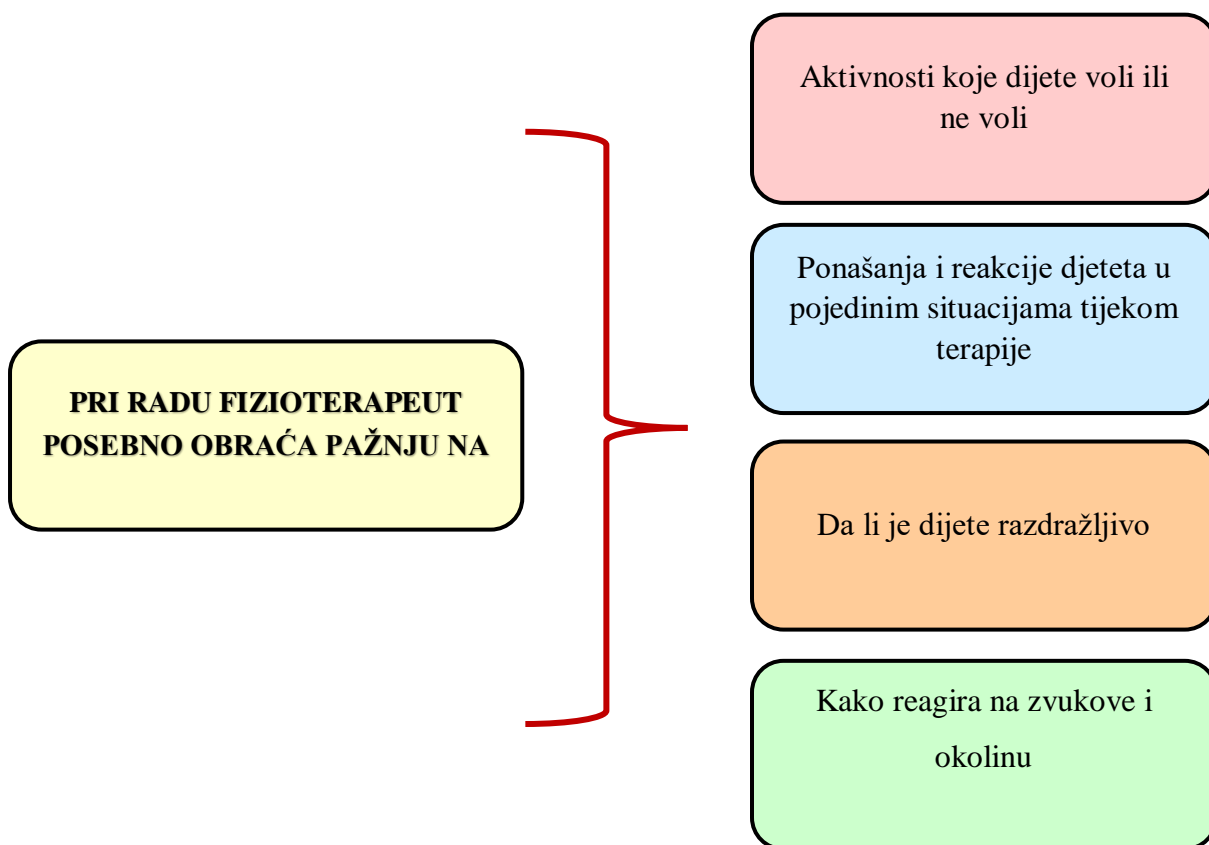 PRI RADU FIZIOTERAPEUT
POSEBNO OBRAĆA PAŽNJU NA
Aktivnosti koje dijete voli ili
ne voli
Ponašanja i reakcije djeteta u
pojedinim situacijama tijekom
terapije
Da li je dijete razdražljivo
Kako reagira na zvukove i
okolinu